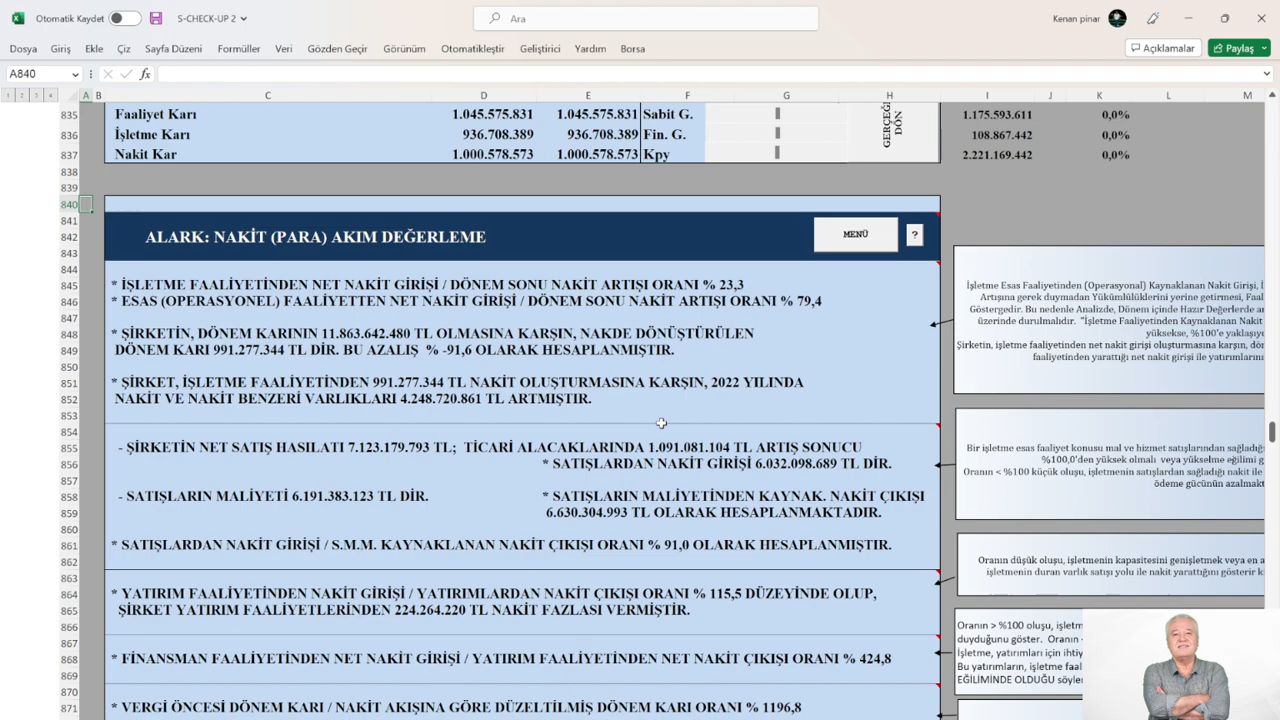 Otomatik Kaydet
S-CHECK-UP 2
Ara
Kenan pinar
Dosya Giriş Ekle Çiz Sayfa Düzeni Formüller Veri Gözden Geçir Görünüm Otomatikleştir Geliştirici Yardım Borsa
Açıklamalar Paylaş
A840 fx
1 2 3 4 A B C D E F G H I J K L M
835 Faaliyet Karı 1.045.575.831 1.045.575.831 Sabit G. 1.175.593.611 0,0%
836 İşletme Karı 936.708.389 936.708.389 Fin. G. 108.867.442 0,0%
837 Nakit Kar 1.000.578.573 1.000.578.573 Kpy 2.221.169.442 0,0%
DÖN
838
839
840
841
842 ALARK: NAKİT (PARA) AKIM DEĞERLEME MENÜ ?
843
844
845 * İŞLETME FAALİYETİNDEN NET NAKİT GİRİŞİ / DÖNEM SONU NAKİT ARTIŞI ORANI % 23,3
846 * ESAS (OPERASYONEL) FAALİYETTEN NET NAKİT GİRİŞİ / DÖNEM SONU NAKİT ARTIŞI ORANI % 79,4
847
848 * ŞİRKETİN, DÖNEM KARININ 11.863.642.480 TL OLMASINA KARŞIN, NAKDE DÖNÜŞTÜRÜLEN
849 DÖNEM KARI 991.277.344 TL DİR. BU AZALIŞ % -91,6 OLARAK HESAPLANMIŞTIR.
850
851 * ŞİRKET, İŞLETME FAALİYETİNDEN 991.277.344 TL NAKİT OLUŞTURMASINA KARŞIN, 2022 YILINDA
852 NAKİT VE NAKİT BENZERİ VARLIKLARI 4.248.720.861 TL ARTMIŞTIR.
853
854
855 - ŞİRKETİN NET SATIŞ HASILATI 7.123.179.793 TL; TİCARİ ALACAKLARINDA 1.091.081.104 TL ARTIŞ SONUCU
856 * SATIŞLARDAN NAKİT GİRİŞİ 6.032.098.689 TL DİR.
857
858 - SATIŞLARIN MALİYETİ 6.191.383.123 TL DİR. * SATIŞLARIN MALİYETİNDEN KAYNAK. NAKİT ÇIKIŞI
859 6.630.304.993 TL OLARAK HESAPLANMAKTADIR.
860
861 * SATIŞLARDAN NAKİT GİRİŞİ / S.M.M. KAYNAKLANAN NAKİT ÇIKIŞI ORANI % 91,0 OLARAK HESAPLANMIŞTIR.
862
863
864 * YATIRIM FAALİYETİNDEN NAKİT GİRİŞİ / YATIRIMLARDAN NAKİT ÇIKIŞI ORANI % 115,5 DÜZEYİNDE OLUP,
865 ŞİRKET YATIRIM FAALİYETLERİNDEN 224.264.220 TL NAKİT FAZLASI VERMİŞTİR.
866
867
868 * FİNANSMAN FAALİYETİNDEN NET NAKİT GİRİŞİ / YATIRIM FAALİYETİNDEN NET NAKİT ÇIKIŞI ORANI % 424,8
869
870
871 * VERGİ ÖNCESİ DÖNEM KARI / NAKİT AKIŞINA GÖRE DÜZELTİLMİŞ DÖNEM KARI ORANI % 1196,8
İşletme Esas Faaliyetinden (Operasyonel) Kaynaklanan Nakit Girişi,
Artışına gerek duymadan Yükümlülüklerini yerine getirmesi, Faali
Göstergedir. Bu nedenle Analizde, Dönem içinde Hazır Değerlerde ar
üzerinde durulmalıdır. "İşletme Faaliyetinden Kaynaklanan Nakit
yüksekse, %100'e yaklaşıyo
Şirketin, işletme faaliyetinden net nakit girişi oluşturmasına karşın, dön
faaliyetinden yarattığı net nakit girişi ile yatırımların
Bir işletme esas faaliyet konusu mal ve hizmet satışlarından sağladığ
%100,0'den yüksek olmalı veya yükselme eğilimi g
Oranın < %100 küçük oluşu, işletmenin satışlardan sağladığı nakit ile
ödeme gücünün azalmakt
Oranın düşük oluşu, işletmenin kapasitesini genişletmek veya en a
işletmenin duran varlık satışı yolu ile nakit yarattığını gösterir k
Oranın > %100 oluşu, işletm
duyduğunu göster. Oranın
İşletme, yatırımları için ihtiy
Bu yatırımların, işletme faal
EĞİLİMİNDE OLDUĞU söyler